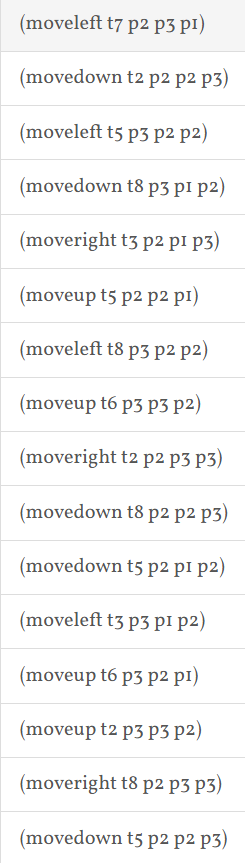 (moveleft t7 p2 p3 p1)
(movedown t2 p2 p2 p3)
(moveleft t5 p3 p2 p2)
(movedown t8 p3 p1 p2)
(moveright t3 p2 p1 p3)
(moveup t5 p2 p2 p1)
(moveleft t8 p3 p2 p2)
(moveup t6 p3 p3 p2)
(moveright t2 p2 p3 p3)
(movedown t8 p2 p2 p3)
(movedown t5 p2 p1 p2)
(moveleft t3 p3 p1 p2)
(moveup t6 p3 p2 p1)
(moveup t2 p3 p3 p2)
(moveright t8 p2 p3 p3)
(movedown t5 p2 p2 p3)